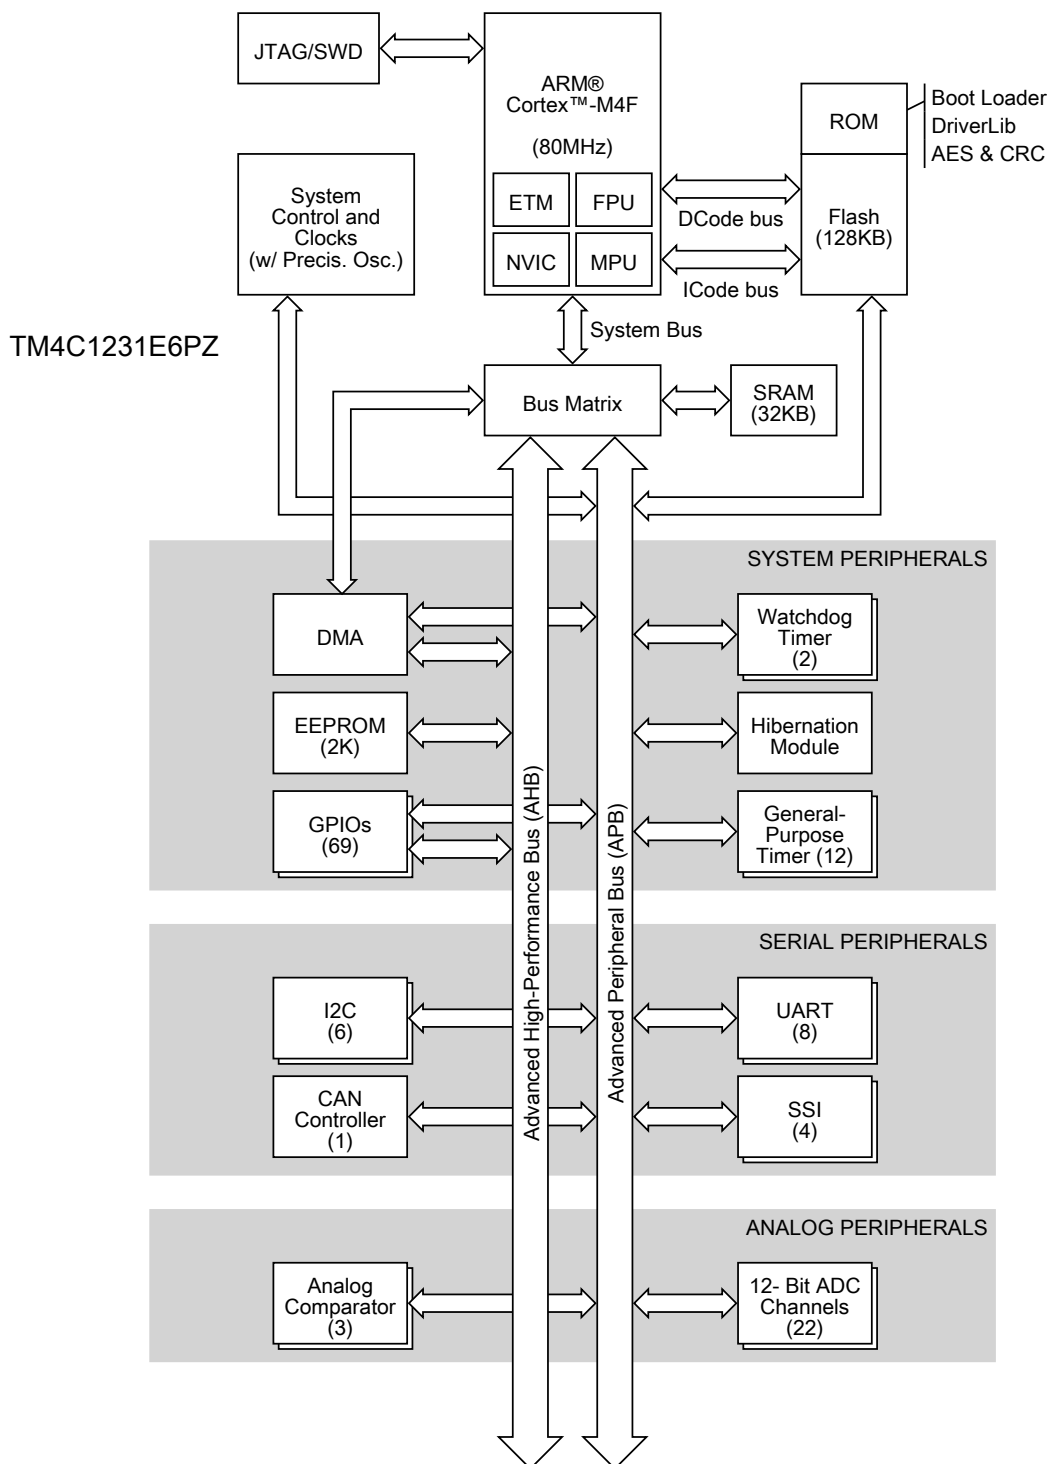 JTAG/SWD
ARM®
Cortex™-M4F
(80MHz)
ETM
FPU
NVIC
MPU
ROM
Boot Loader
DriverLib
AES & CRC
System
Control and
Clocks
(w/ Precis. Osc.)
DCode bus
ICode bus
Flash
(128KB)
System Bus
TM4C1231E6PZ
Bus Matrix
SRAM
(32KB)
SYSTEM PERIPHERALS
DMA
Watchdog
Timer
(2)
EEPROM
(2K)
Hibernation
Module
GPIOs
(69)
General-
Purpose
Timer (12)
Advanced High-Performance Bus (AHB)
Advanced Peripheral Bus (APB)
SERIAL PERIPHERALS
I2C
(6)
UART
(8)
CAN
Controller
(1)
SSI
(4)
ANALOG PERIPHERALS
Analog
Comparator
(3)
12- Bit ADC
Channels
(22)